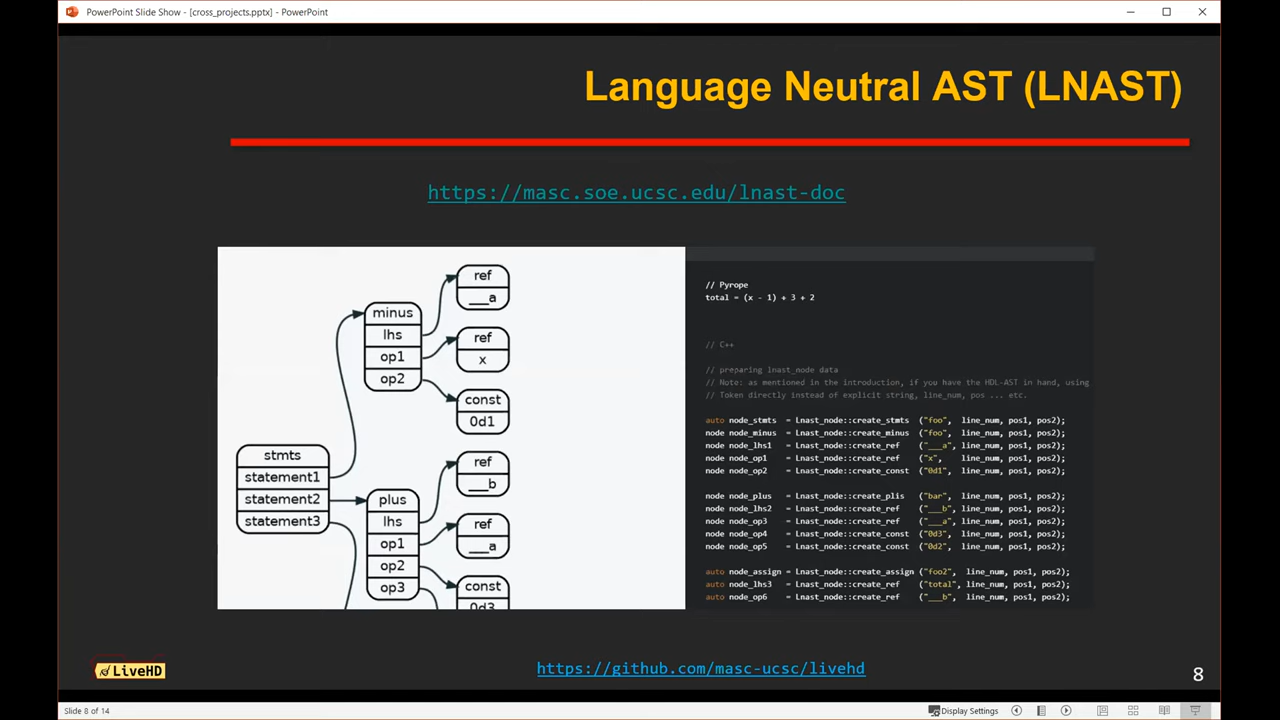 PowerPoint Slide Show - [cross_projects.pptx] - PowerPoint
Language Neutral AST (LNAST)
https://masc.soe.ucsc.edu/lnast-doc
ref
___a
minus
lhs
op1
op2
ref
x
const
0d1
stmts
statement1
statement2
statement3
ref
___b
plus
lhs
op1
op2
op3
ref
___a
const
0d3
// Pyrope
total = (x - 1) + 3 + 2
// C++
// preparing lnast_node data
// Note: as mentioned in the introduction, if you have the HDL-AST in hand, using
// Token directly instead of explicit string, line_num, pos ... etc.
auto node_stmts = Lnast_node::create_stmts ("foo", line_num, pos1, pos2);
node node_minus = Lnast_node::create_minus ("foo", line_num, pos1, pos2);
node node_lhs1 = Lnast_node::create_ref ("___a", line_num, pos1, pos2);
node node_op1 = Lnast_node::create_ref ("x", line_num, pos1, pos2);
node node_op2 = Lnast_node::create_const ("0d1", line_num, pos1, pos2);
node node_plus = Lnast_node::create_plis ("bar", line_num, pos1, pos2);
node node_lhs2 = Lnast_node::create_ref ("___b", line_num, pos1, pos2);
node node_op3 = Lnast_node::create_ref ("___a", line_num, pos1, pos2);
node node_op4 = Lnast_node::create_const ("0d3", line_num, pos1, pos2);
node node_op5 = Lnast_node::create_const ("0d2", line_num, pos1, pos2);
auto node_assign = Lnast_node::create_assign ("foo2", line_num, pos1, pos2);
auto node_lhs3 = Lnast_node::create_ref ("total", line_num, pos1, pos2);
auto node_op6 = Lnast_node::create_ref ("___b", line_num, pos1, pos2);
LiveHD
https://github.com/masc-ucsc/livehd
8
Slide 8 of 14
Display Settings